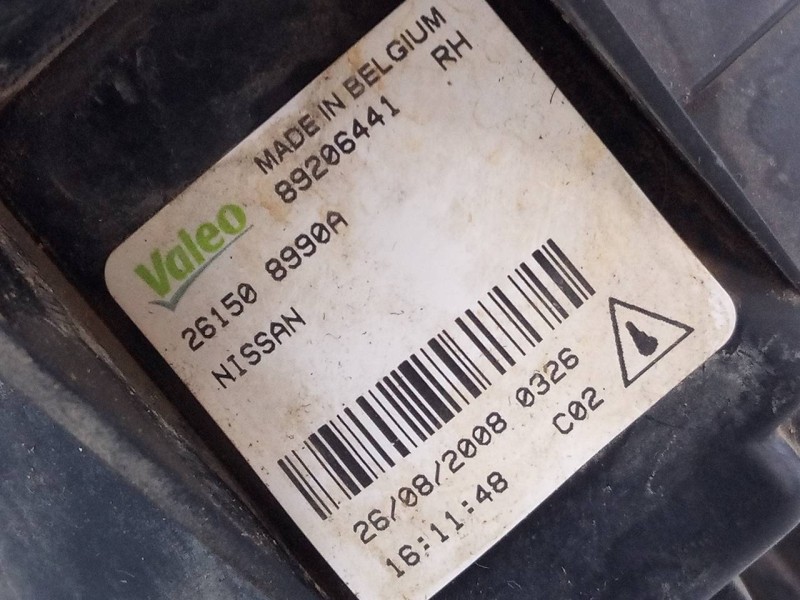 MADE IN BELGIUM
Valeo 89206441 RH
26150 8990A
NISSAN
26/08/2008 0326
16:11:48 C02